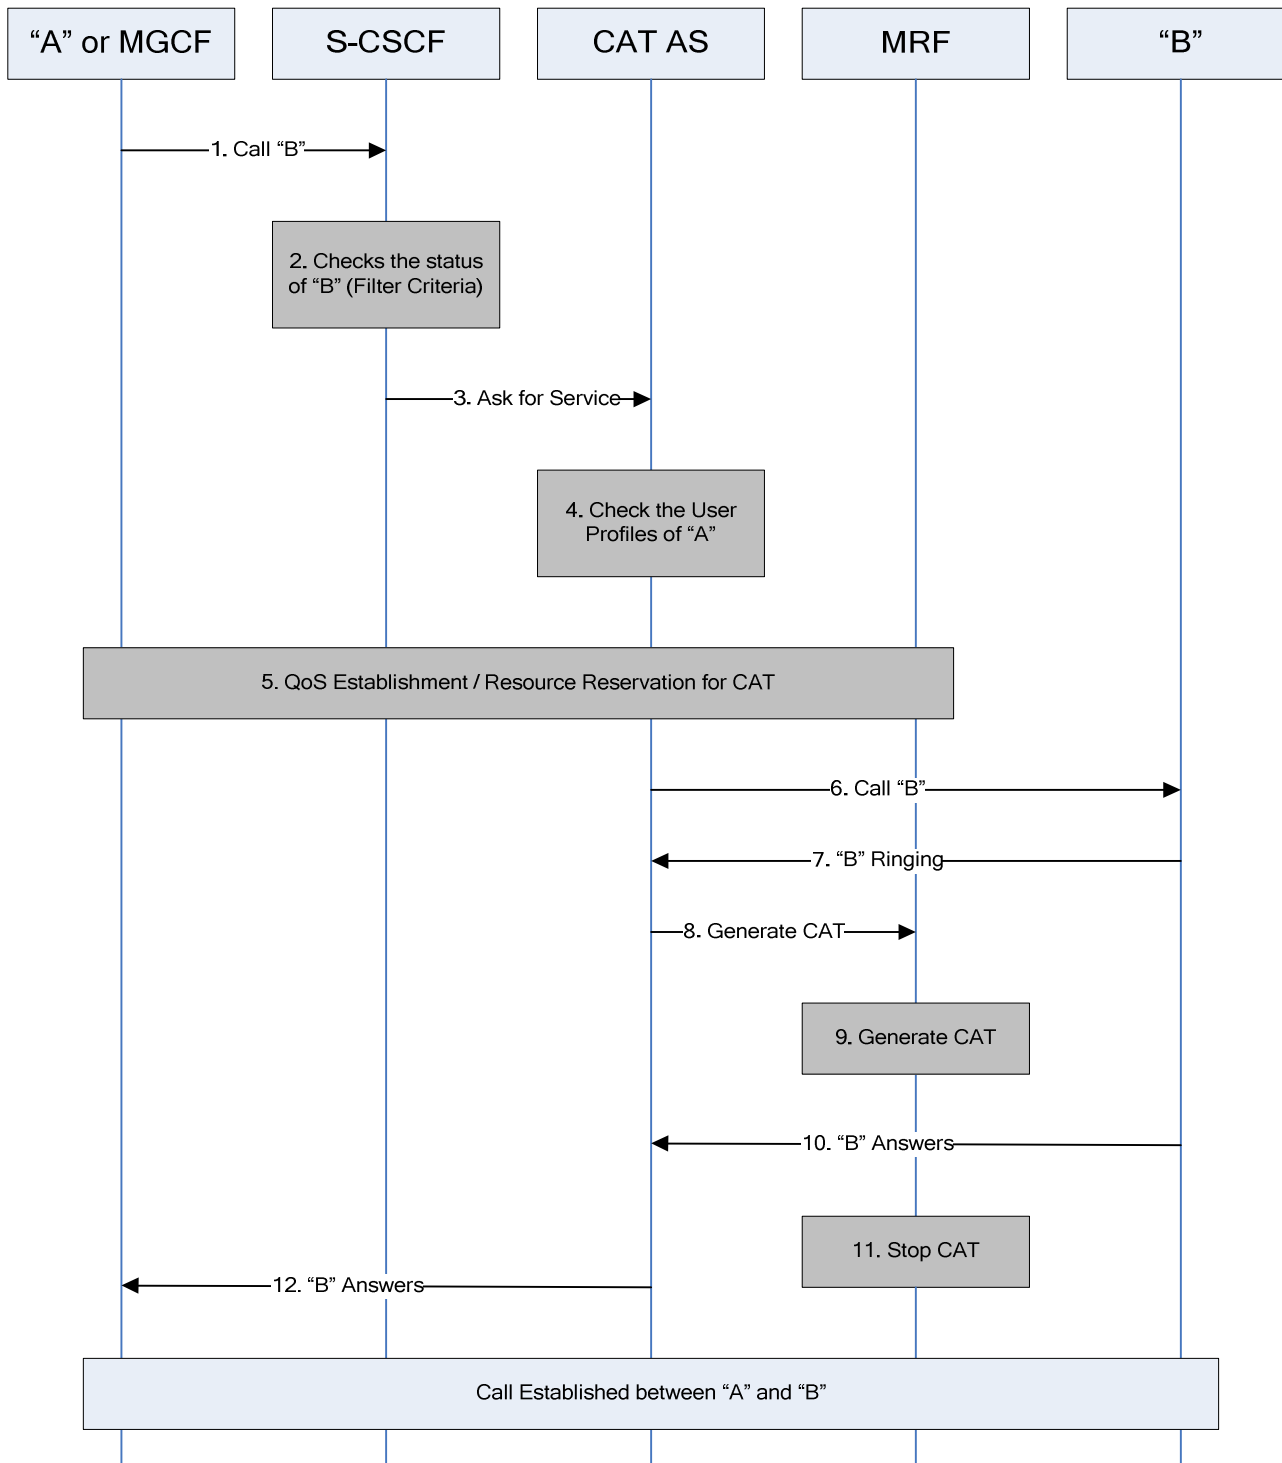 “A” or MGCF
S-CSCF
CAT AS
MRF
“B”
1. Call “B”
2. Checks the status
of “B” (Filter Criteria)
3. Ask for Service
4. Check the User
Profiles of “A”
5. QoS Establishment / Resource Reservation for CAT
6. Call “B”
7. “B” Ringing
8. Generate CAT
9. Generate CAT
10. “B” Answers
11. Stop CAT
12. “B” Answers
Call Established between “A” and “B”